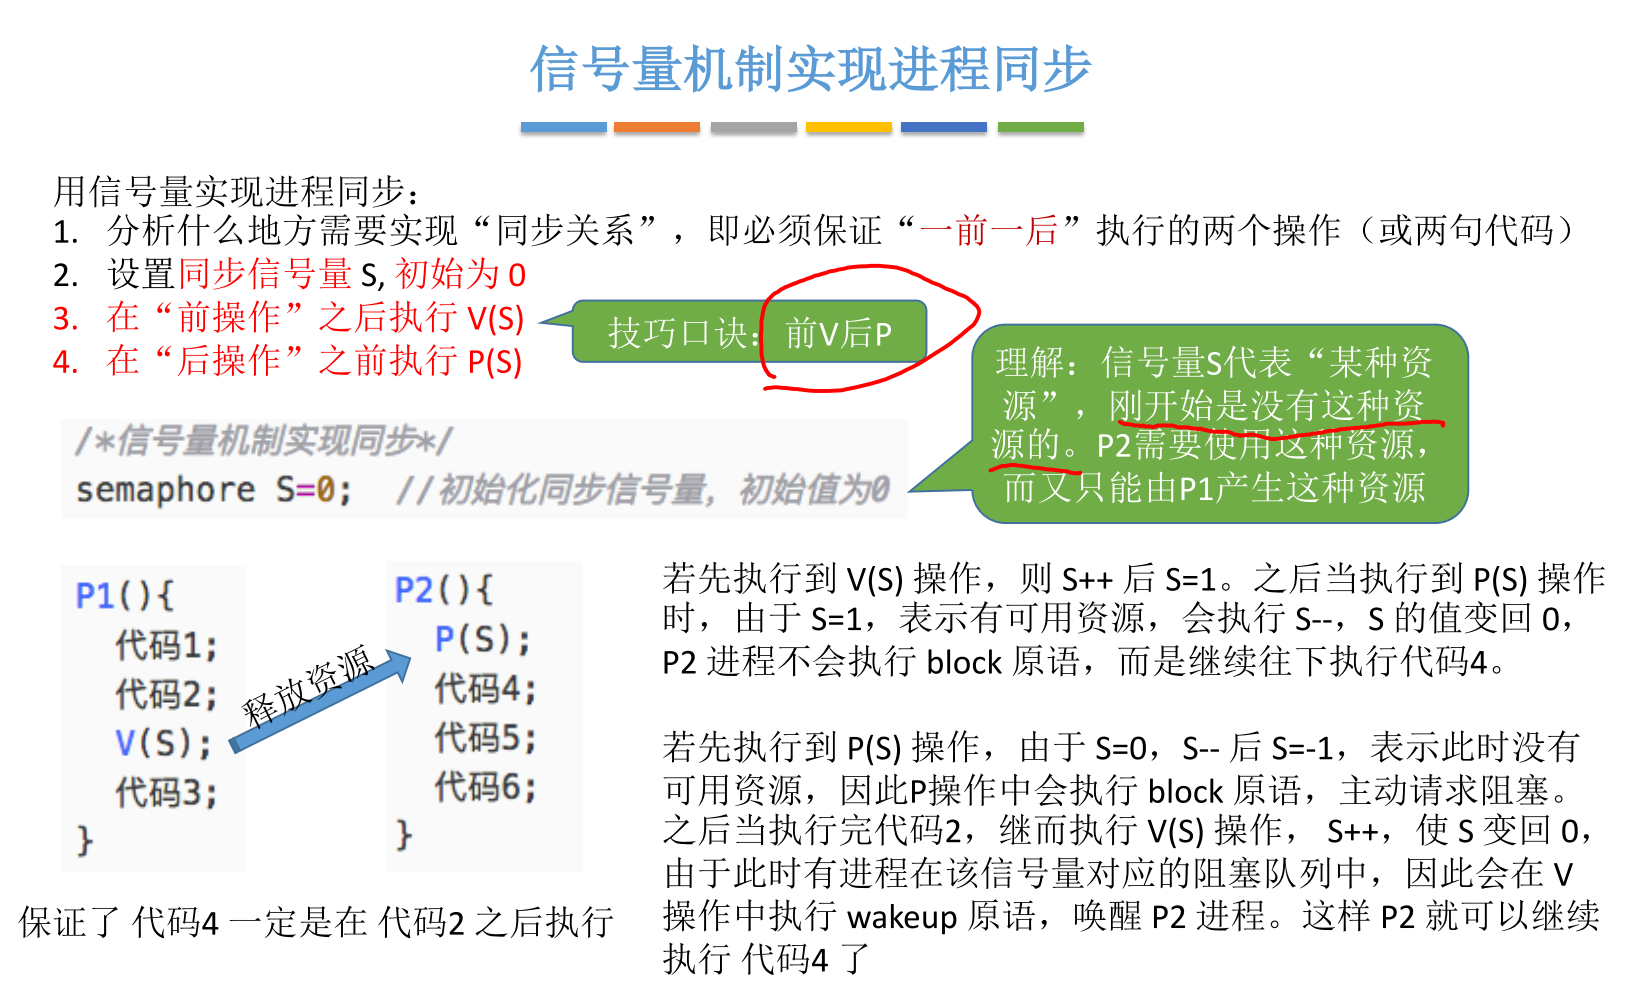 信号量机制实现进程同步
用信号量实现进程同步：
1. 分析什么地方需要实现“同步关系”，即必须保证“一前一后”执行的两个操作（或两句代码）
2. 设置同步信号量 S, 初始为 0
3. 在“前操作”之后执行 V(S)
4. 在“后操作”之前执行 P(S)
技巧口诀：前V后P
理解：信号量S代表“某种资
源”，刚开始是没有这种资
源的。P2需要使用这种资源，
而又只能由P1产生这种资源
/*信号量机制实现同步*/
semaphore S=0; //初始化同步信号量，初始值为0
P1(){
代码1;
代码2;
V(S);
代码3;
}
释放资源
P2(){
P(S);
代码4;
代码5;
代码6;
}
保证了 代码4 一定是在 代码2 之后执行
若先执行到 V(S) 操作，则 S++ 后 S=1。之后当执行到 P(S) 操作
时，由于 S=1，表示有可用资源，会执行 S--，S 的值变回 0，
P2 进程不会执行 block 原语，而是继续往下执行代码4。
若先执行到 P(S) 操作，由于 S=0，S-- 后 S=-1，表示此时没有
可用资源，因此P操作中会执行 block 原语，主动请求阻塞。
之后当执行完代码2，继而执行 V(S) 操作， S++，使 S 变回 0，
由于此时有进程在该信号量对应的阻塞队列中，因此会在 V
操作中执行 wakeup 原语，唤醒 P2 进程。这样 P2 就可以继续
执行 代码4 了